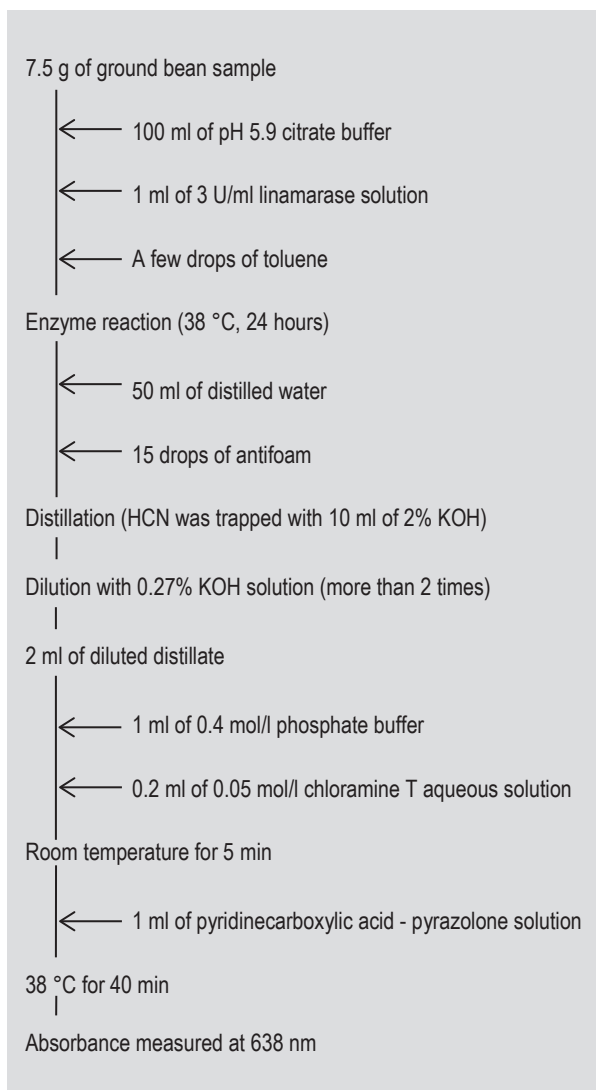 7.5 g of ground bean sample
100 ml of pH 5.9 citrate buffer
1 ml of 3 U/ml linamarase solution
A few drops of toluene
Enzyme reaction (38 °C, 24 hours)
50 ml of distilled water
15 drops of antifoam
Distillation (HCN was trapped with 10 ml of 2% KOH)
Dilution with 0.27% KOH solution (more than 2 times)
2 ml of diluted distillate
1 ml of 0.4 mol/l phosphate buffer
0.2 ml of 0.05 mol/l chloramine T aqueous solution
Room temperature for 5 min
1 ml of pyridinecarboxylic acid - pyrazolone solution
38 °C for 40 min
Absorbance measured at 638 nm